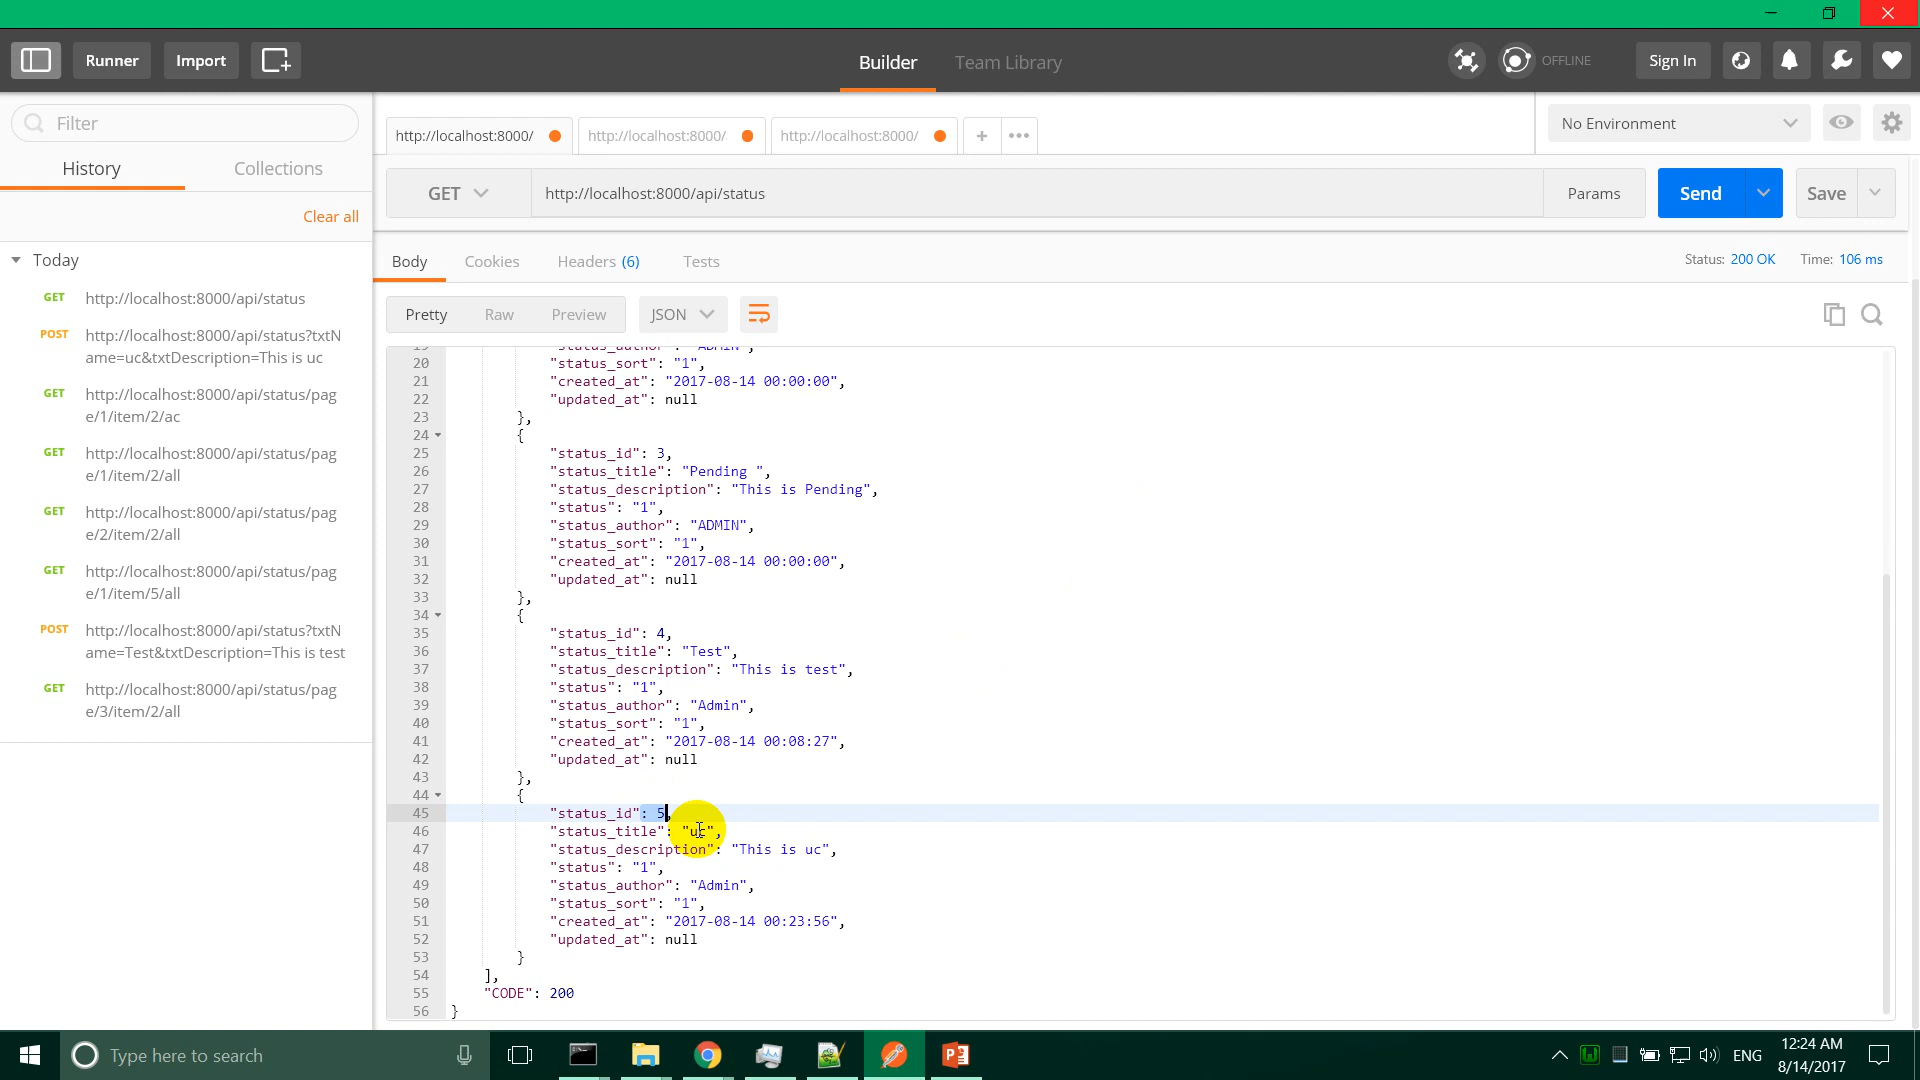 Runner
Import
Builder
Team Library
OFFLINE
Sign In
Filter
History
Collections
Clear all
Today
GET http://localhost:8000/api/status
POST http://localhost:8000/api/status?txtN
ame=uc&txtDescription=This is uc
GET http://localhost:8000/api/status/pag
e/1/item/2/ac
GET http://localhost:8000/api/status/pag
e/1/item/2/all
GET http://localhost:8000/api/status/pag
e/2/item/2/all
GET http://localhost:8000/api/status/pag
e/1/item/5/all
POST http://localhost:8000/api/status?txtN
ame=Test&txtDescription=This is test
GET http://localhost:8000/api/status/pag
e/3/item/2/all
http://localhost:8000/
http://localhost:8000/
http://localhost:8000/
No Environment
GET
http://localhost:8000/api/status
Params
Send
Save
Body
Cookies
Headers (6)
Tests
Status: 200 OK
Time: 106 ms
Pretty
Raw
Preview
JSON
19 "status_author": "ADMIN",
20 "status_sort": "1",
21 "created_at": "2017-08-14 00:00:00",
22 "updated_at": null
23 },
24 {
25 "status_id": 3,
26 "status_title": "Pending ",
27 "status_description": "This is Pending",
28 "status": "1",
29 "status_author": "ADMIN",
30 "status_sort": "1",
31 "created_at": "2017-08-14 00:00:00",
32 "updated_at": null
33 },
34 {
35 "status_id": 4,
36 "status_title": "Test",
37 "status_description": "This is test",
38 "status": "1",
39 "status_author": "Admin",
40 "status_sort": "1",
41 "created_at": "2017-08-14 00:08:27",
42 "updated_at": null
43 },
44 {
45 "status_id": 5,
46 "status_title": "uc",
47 "status_description": "This is uc",
48 "status": "1",
49 "status_author": "Admin",
50 "status_sort": "1",
51 "created_at": "2017-08-14 00:23:56",
52 "updated_at": null
53 }
54 ],
55 "CODE": 200
56 }
Type here to search
ENG
12:24 AM
8/14/2017